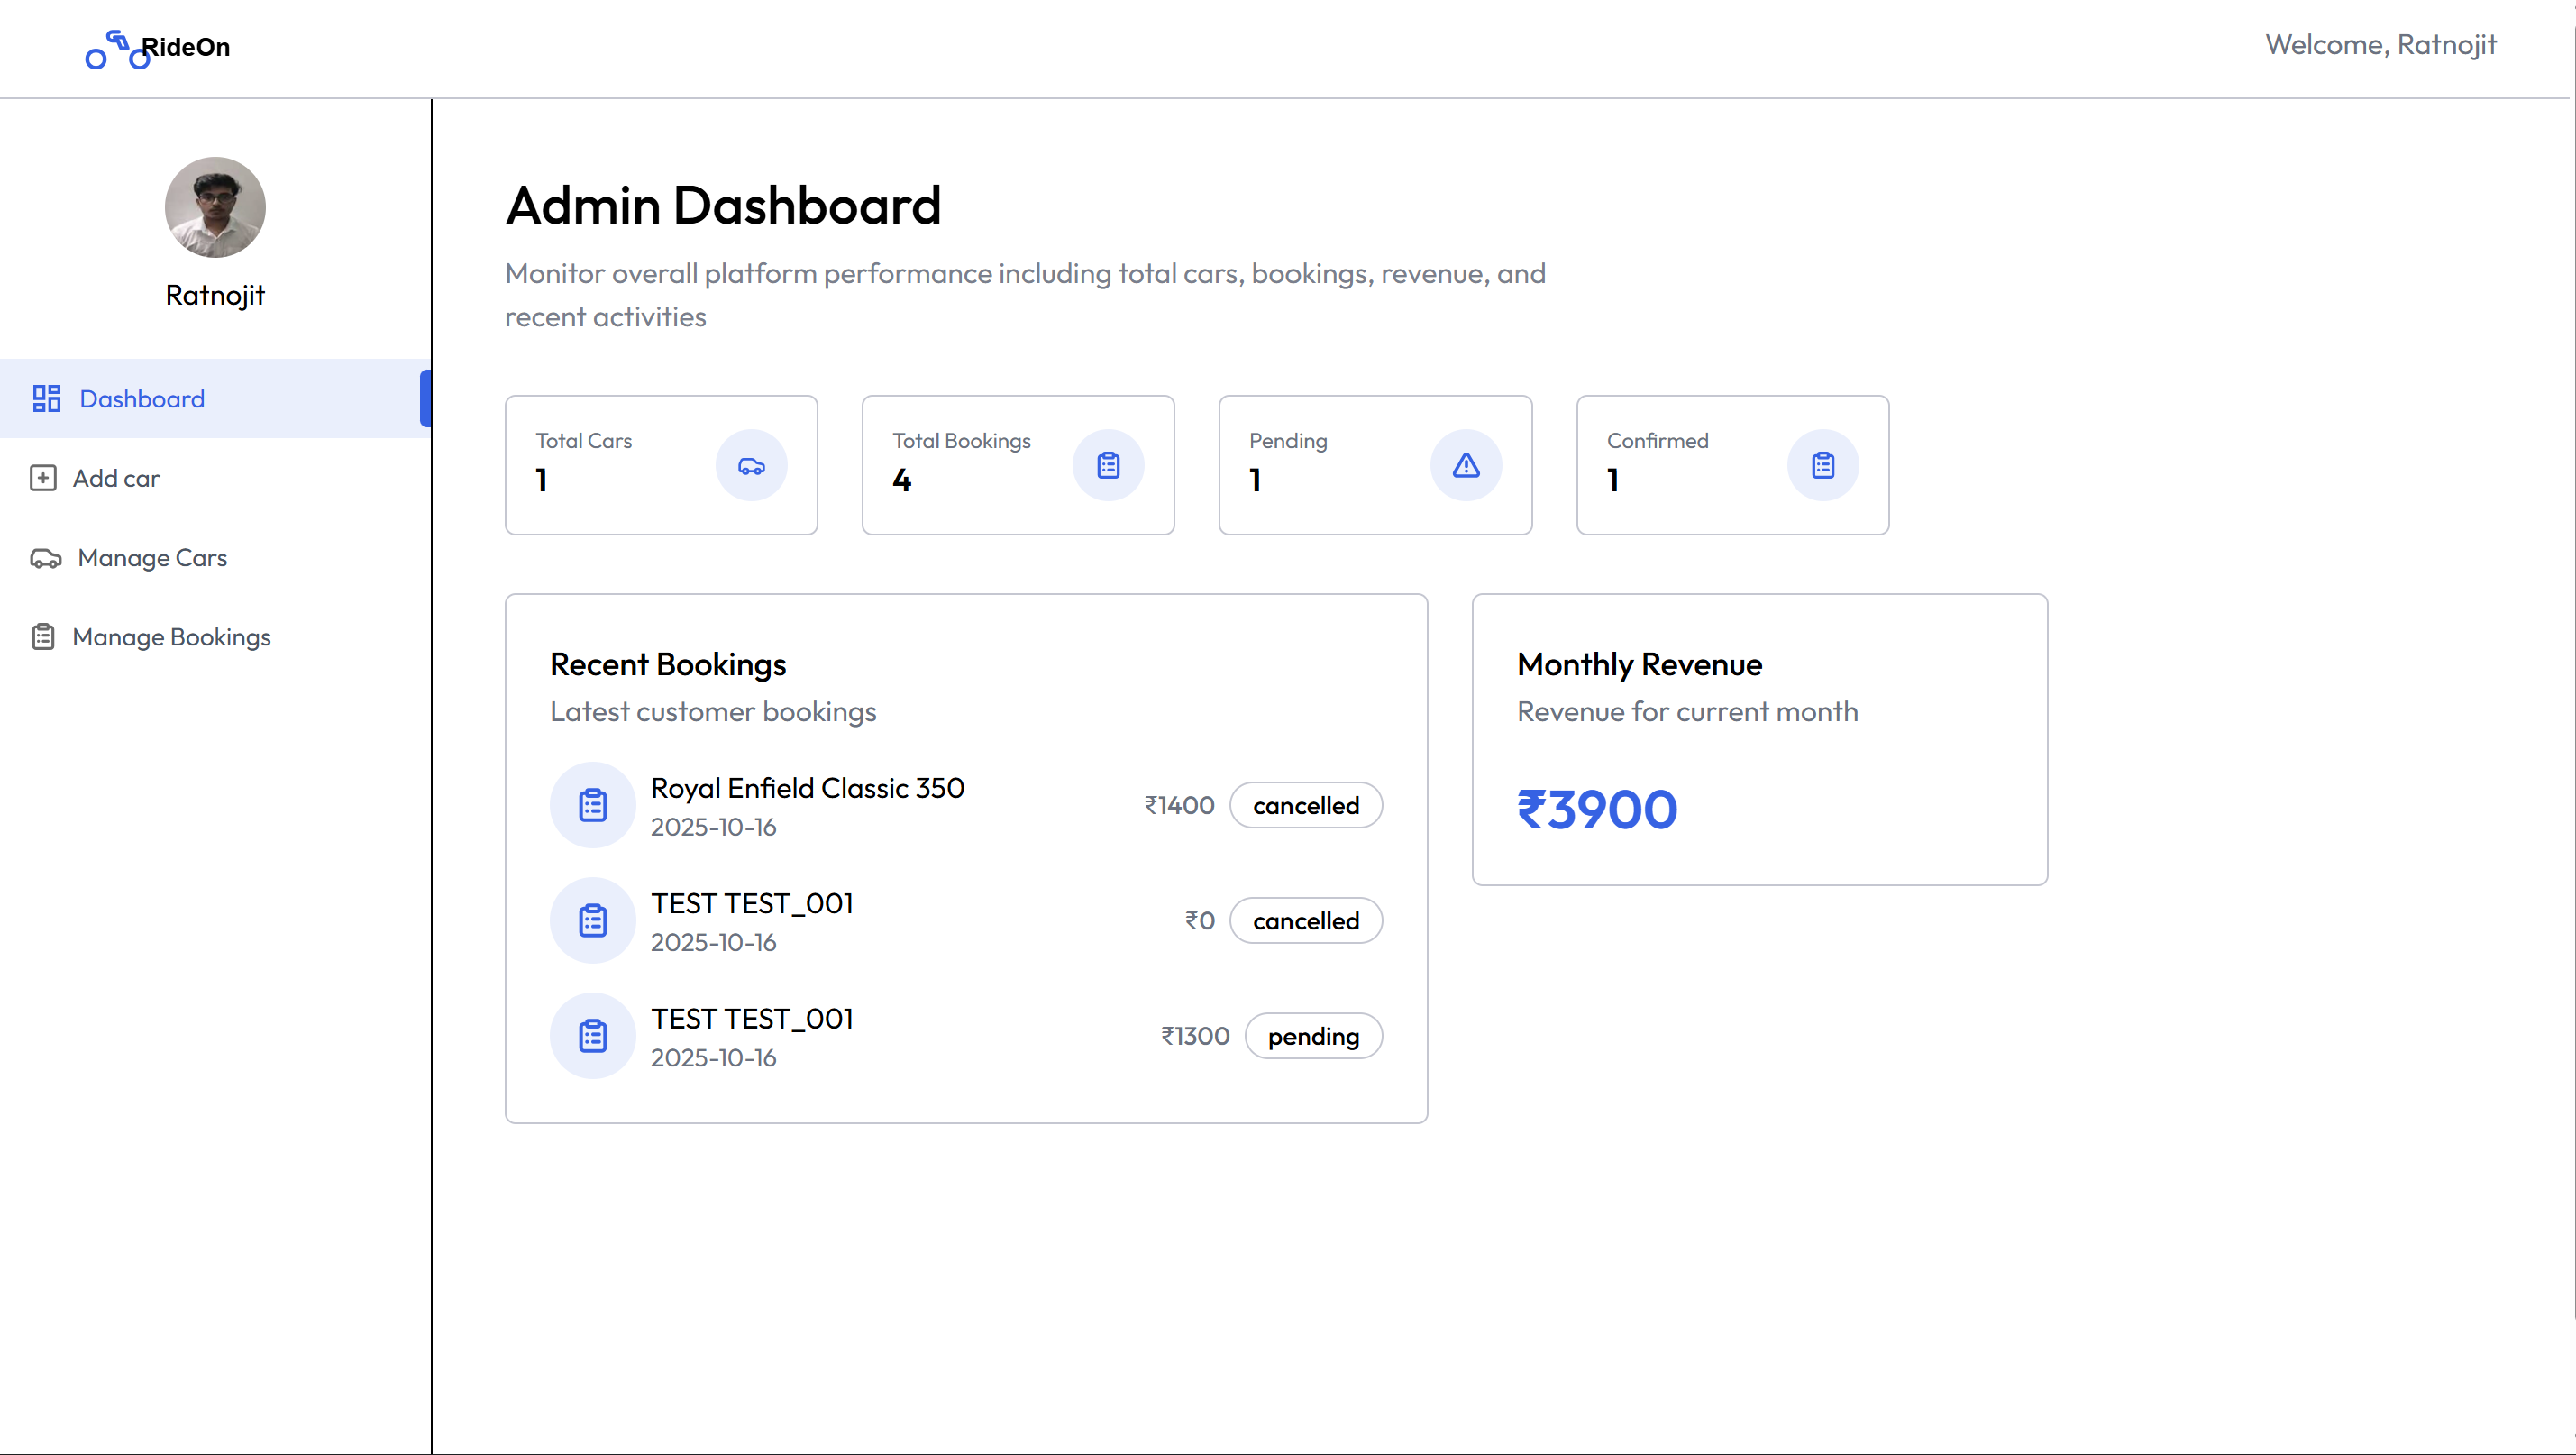 RideOn
Welcome, Ratnojit
Ratnojit
Dashboard
Add car
Manage Cars
Manage Bookings
Admin Dashboard
Monitor overall platform performance including total cars, bookings, revenue, and
recent activities
Total Cars
1
Total Bookings
4
Pending
1
Confirmed
1
Recent Bookings
Latest customer bookings
Royal Enfield Classic 350
2025-10-16
₹1400 cancelled
TEST TEST_001
2025-10-16
₹0 cancelled
TEST TEST_001
2025-10-16
₹1300 pending
Monthly Revenue
Revenue for current month
₹3900